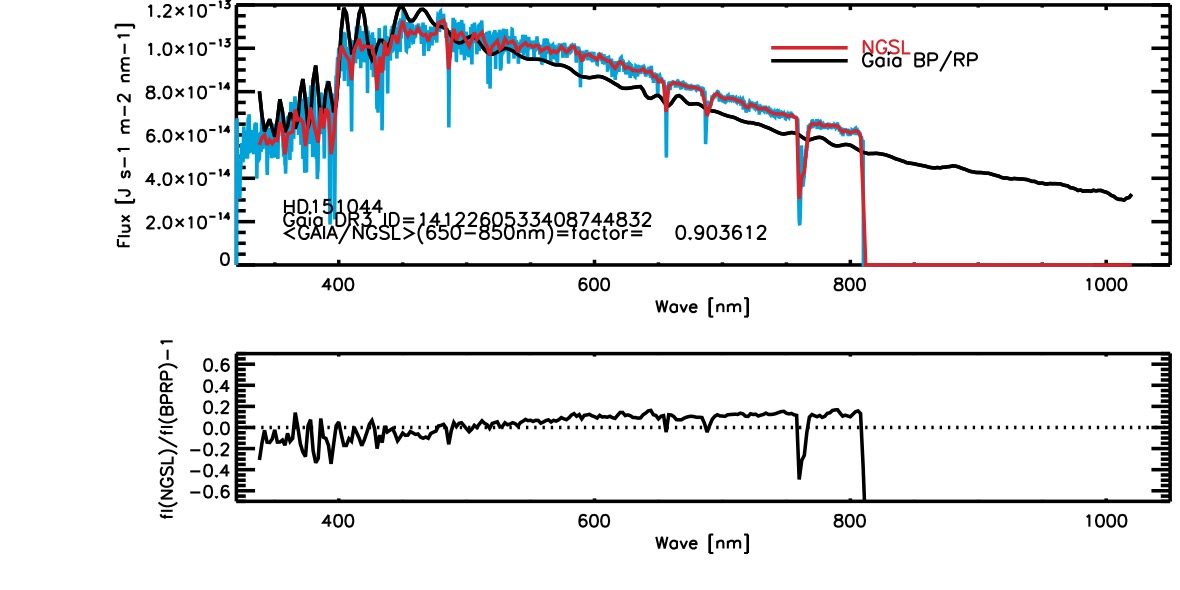 1.2×10−13
1.0×10−13
8.0×10−14
6.0×10−14
4.0×10−14
2.0×10−14
0
Flux [J s−1 m−2 nm−1]
NGSL
Gaia BP/RP
HD151044
Gaia DR3 ID=1412260533408744832
<GAIA/NGSL>(650−850nm)=factor= 0.903612
400 600 800 1000
Wave [nm]
fl(NGSL)/fl(BPRP)−1
0.6
0.4
0.2
0.0
−0.2
−0.4
−0.6
400 600 800 1000
Wave [nm]